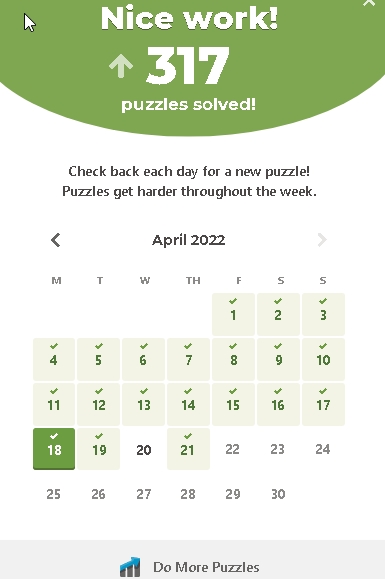 Nice work!
317
puzzles solved!
Check back each day for a new puzzle!
Puzzles get harder throughout the week.
April 2022
M T W TH F S S
1 2 3
4 5 6 7 8 9 10
11 12 13 14 15 16 17
18 19 20 21 22 23 24
25 26 27 28 29 30
Do More Puzzles